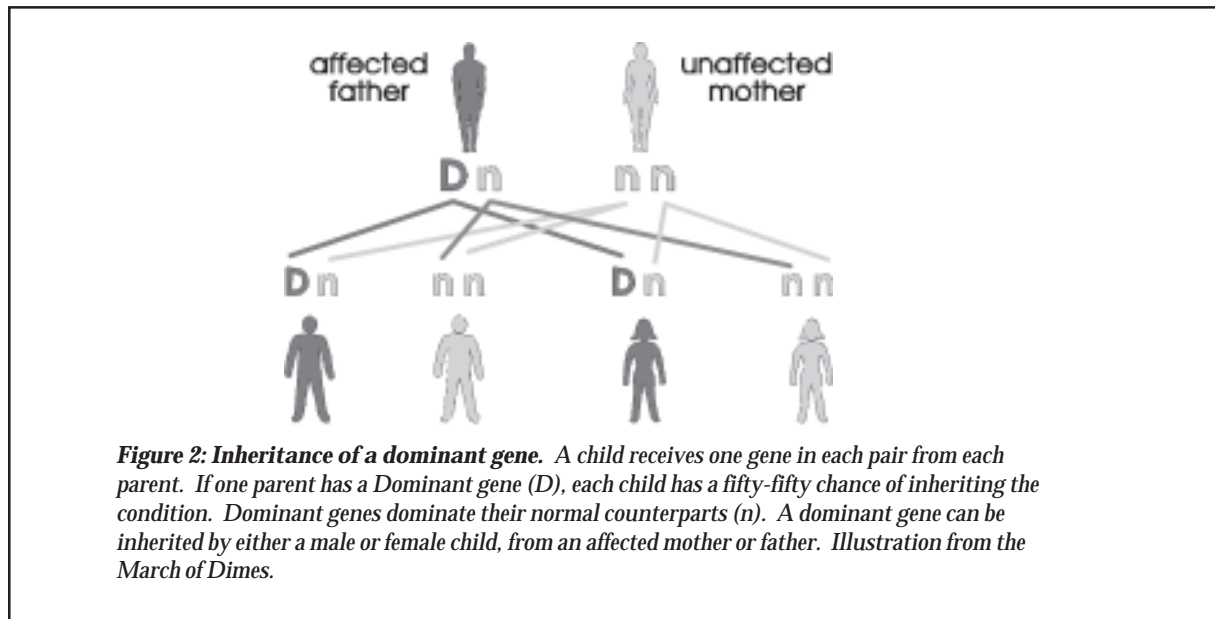 affected father
unaffected mother
D n
n n
D n
n n
D n
n n
Figure 2: Inheritance of a dominant gene. A child receives one gene in each pair from each
parent. If one parent has a Dominant gene (D), each child has a fifty-fifty chance of inheriting the
condition. Dominant genes dominate their normal counterparts (n). A dominant gene can be
inherited by either a male or female child, from an affected mother or father. Illustration from the
March of Dimes.